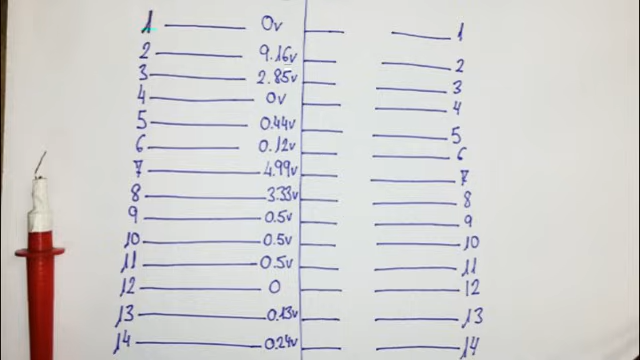 1 0v 1
2 9.16v 2
3 2.85v 3
4 0v 4
5 0.44v 5
6 0.12v 6
7 4.99v 7
8 3.33v 8
9 0.5v 9
10 0.5v 10
11 0.5v 11
12 0 12
13 0.13v 13
14 0.24v 14